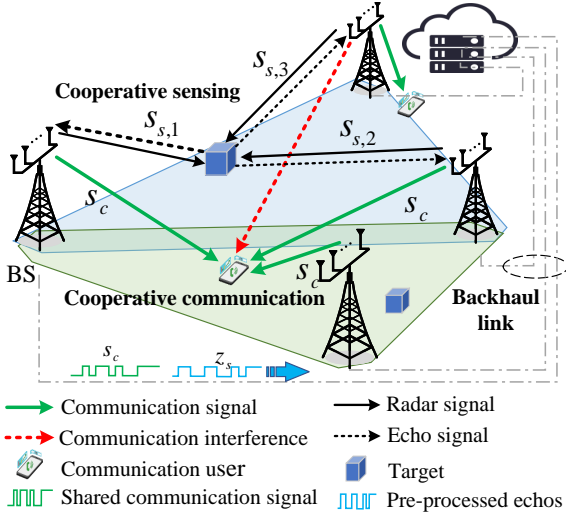 s_{s,3}
Cooperative sensing
s_{s,1}
s_{s,2}
s_c
s_c
BS
s_c
Cooperative communication
Backhaul
link
s_c
z_s
Communication signal
Radar signal
Communication interference
Echo signal
Communication user
Target
Shared communication signal
Pre-processed echos